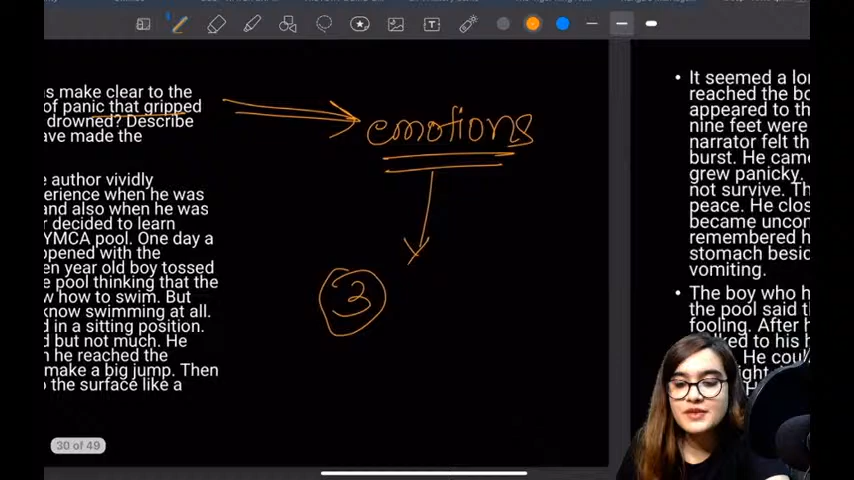 s make clear to the
of panic that gripped
drowned? Describe
ave made the
emotions
3
e author vividly
erience when he was
and also when he was
r decided to learn
YMCA pool. One day a
opened with the
en year old boy tossed
e pool thinking that the
w how to swim. But
know swimming at all.
d in a sitting position.
d but not much. He
n he reached the
make a big jump. Then
o the surface like a
30 of 49
• It seemed a lon
reached the bo
appeared to th
nine feet were
narrator felt th
burst. He came
grew panicky.
not survive. Th
peace. He clos
became uncon
remembered h
stomach besid
vomiting.
• The boy who h
the pool said th
fooling. After h
lked to his h
. He coul
ight.